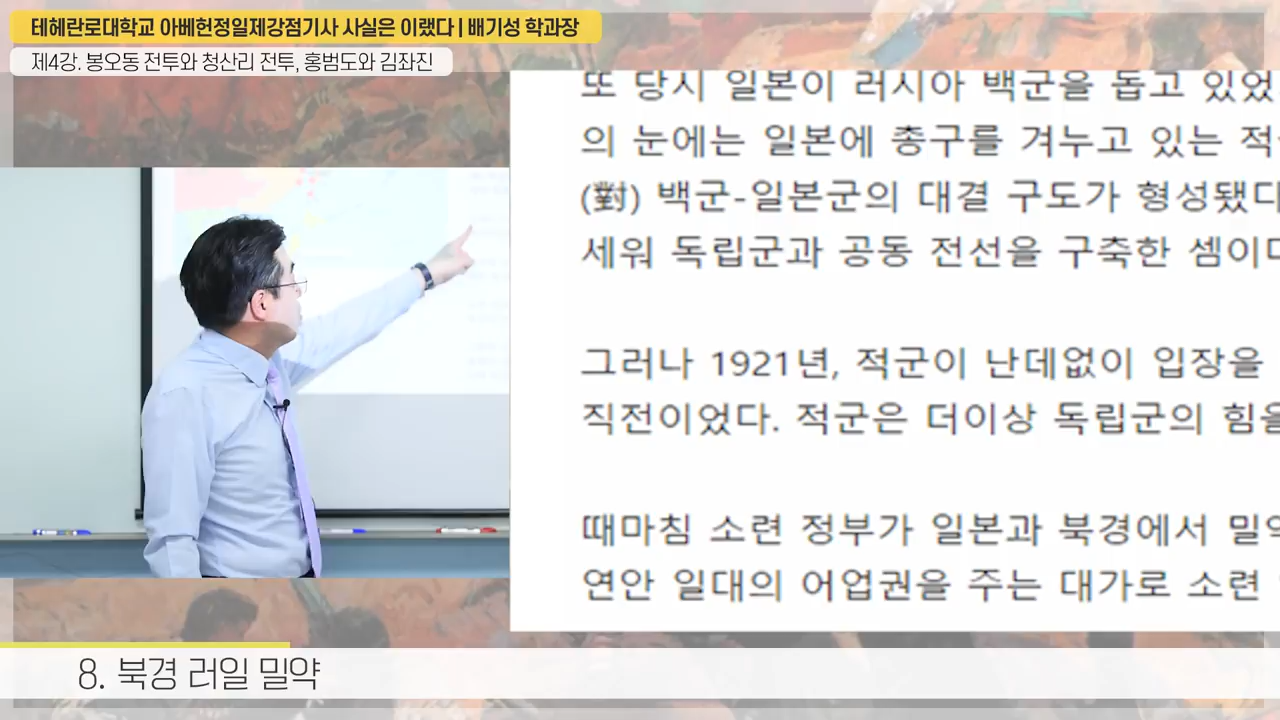 테헤란로대학교 아베헌정일제강점기사 사실은 이랬다 | 배기성 학과장
제4강. 봉오동 전투와 청산리 전투, 홍범도와 김좌진
또 당시 일본이 러시아 백군을 돕고 있었
의 눈에는 일본에 총구를 겨누고 있는 적
(對) 백군-일본군의 대결 구도가 형성됐다
세워 독립군과 공동 전선을 구축한 셈이다
그러나 1921년, 적군이 난데없이 입장을
직전이었다. 적군은 더이상 독립군의 힘을
때마침 소련 정부가 일본과 북경에서 밀약
연안 일대의 어업권을 주는 대가로 소련
8. 북경 러일 밀약